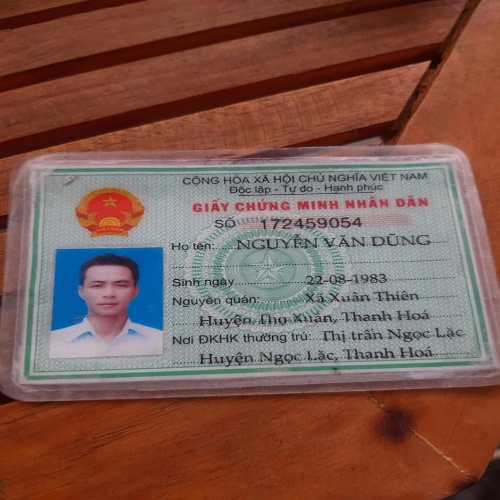 CỘNG HÒA XÃ HỘI CHỦ NGHĨA VIỆT NAM
Độc lập - Tự do - Hạnh phúc
GIẤY CHỨNG MINH NHÂN DÂN
SỐ 172459054
Họ tên: NGUYỄN VĂN DŨNG
Sinh ngày 22-08-1983
Nguyên quán: Xã Xuân Thiên
Huyện Thọ Xuân, Thanh Hoá
Nơi ĐKHK thường trú: Thị trấn Ngọc Lặc
Huyện Ngọc Lặc, Thanh Hoá